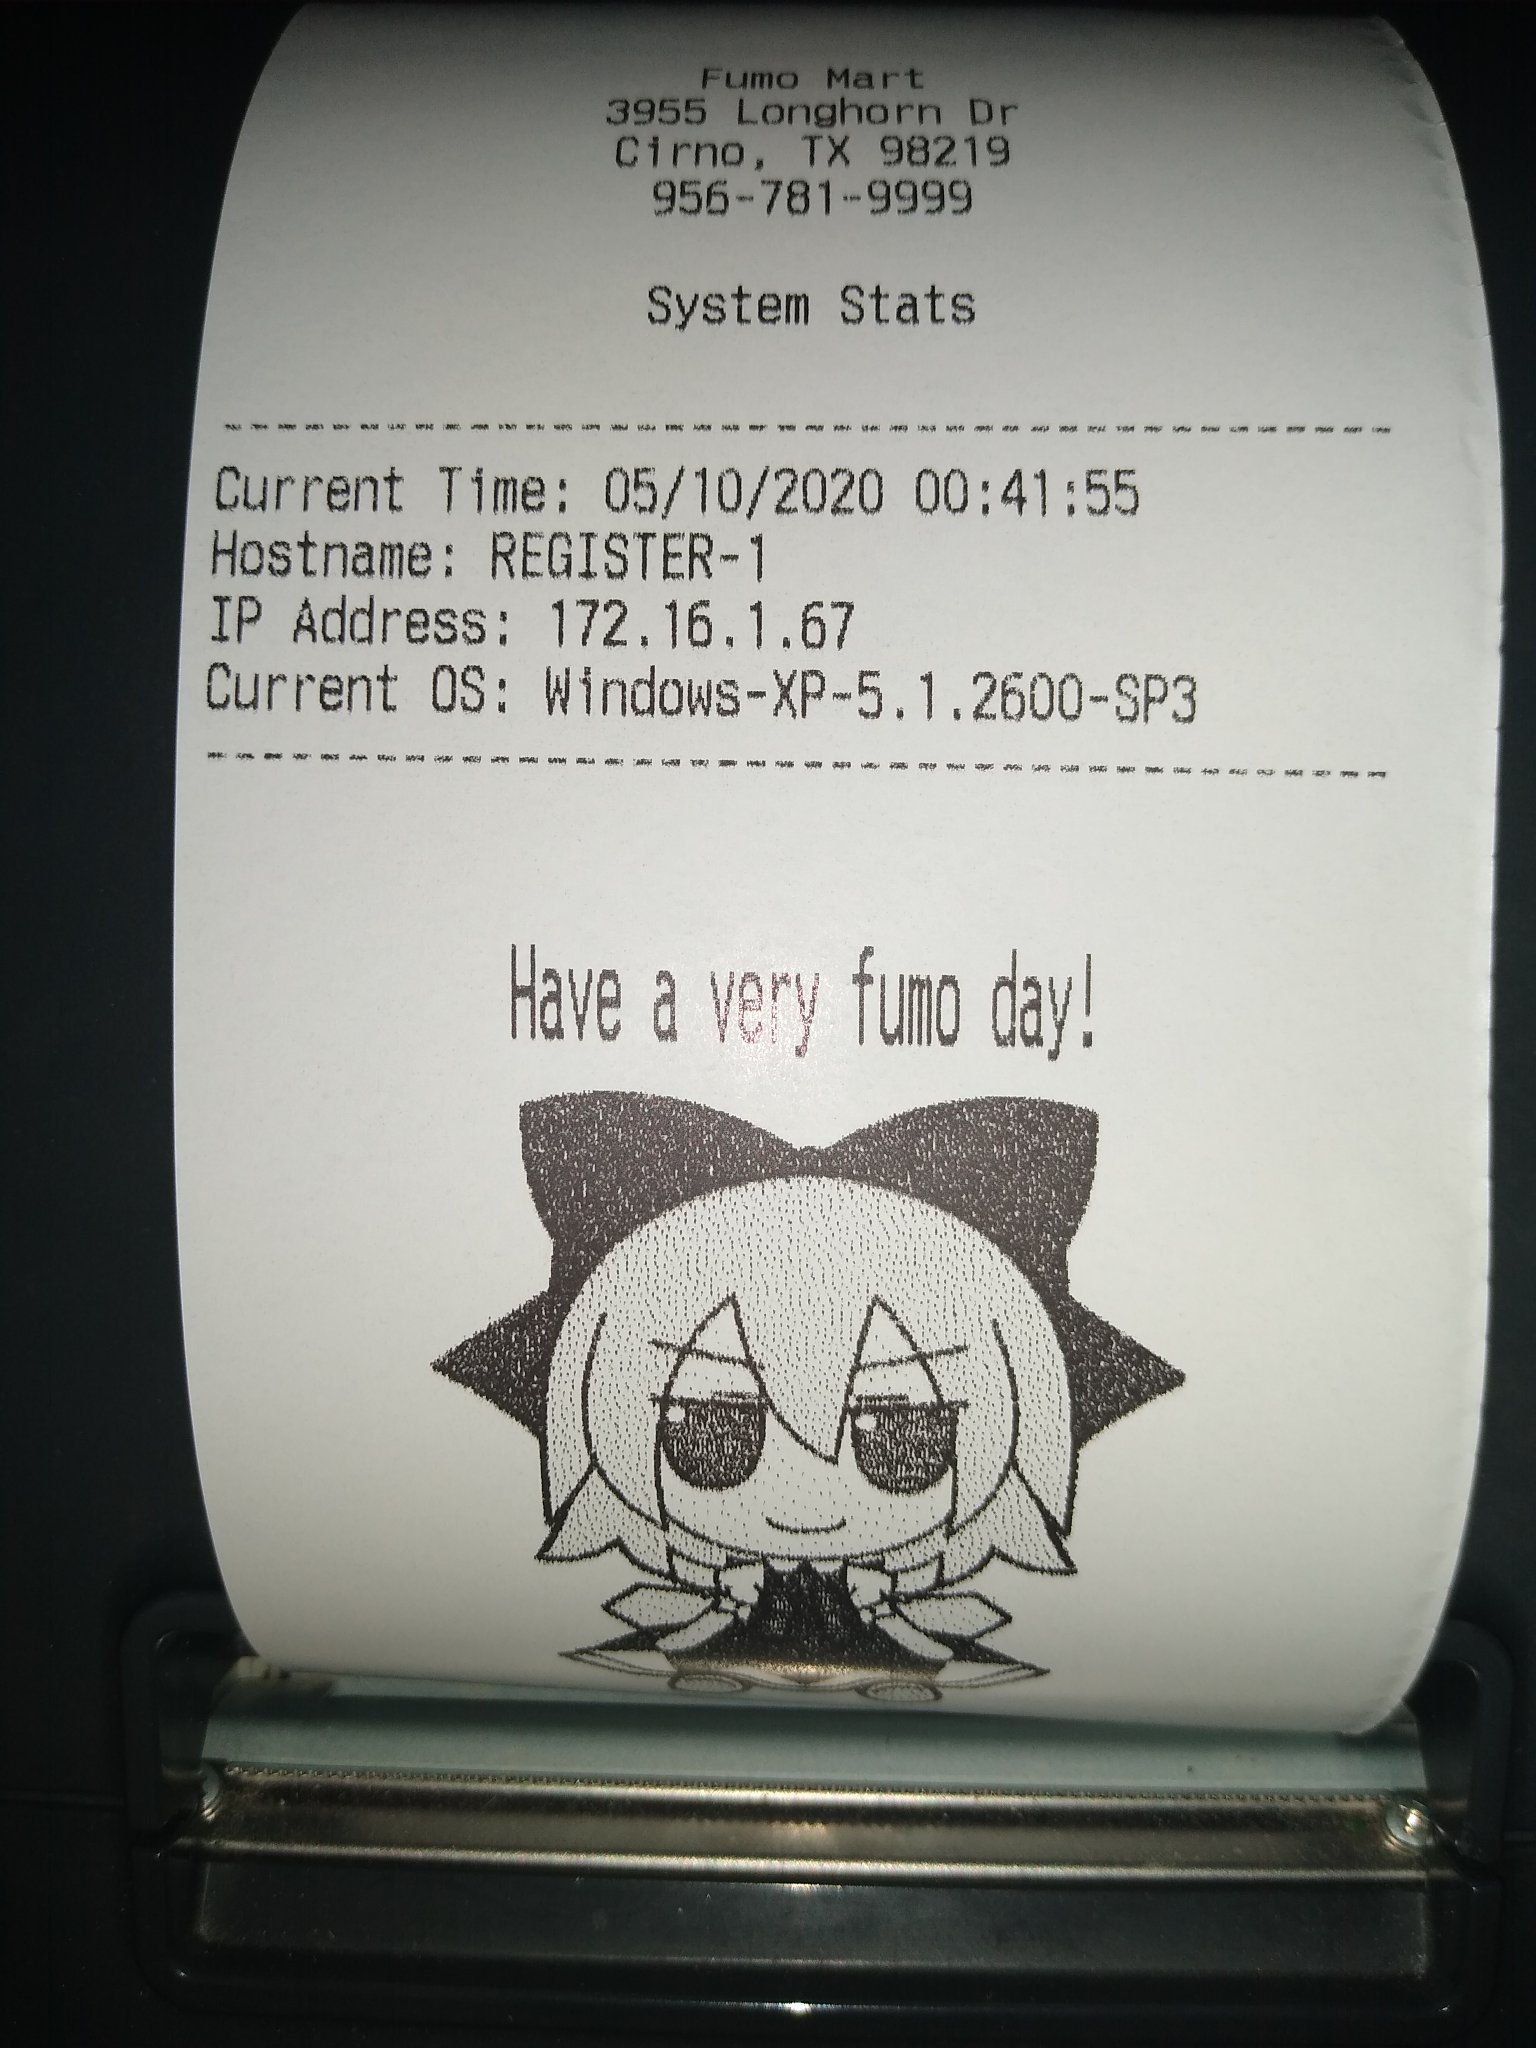 Fumo Mart
3955 Longhorn Dr
Cirno, TX 98219
956-781-9999
System Stats
------------------------------------------
Current Time: 05/10/2020 00:41:55
Hostname: REGISTER-1
IP Address: 172.16.1.67
Current OS: Windows-XP-5.1.2600-SP3
------------------------------------------
Have a very fumo day!